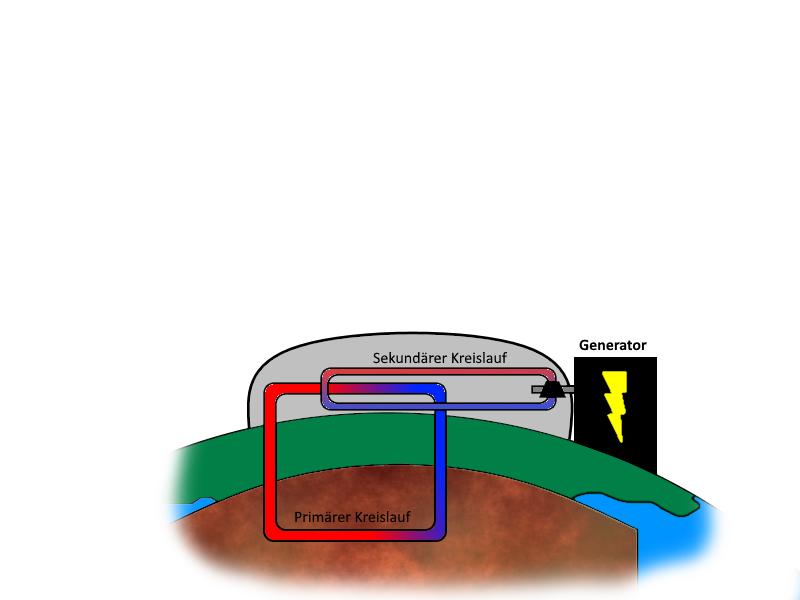 Generator
Sekundärer Kreislauf
Primärer Kreislauf